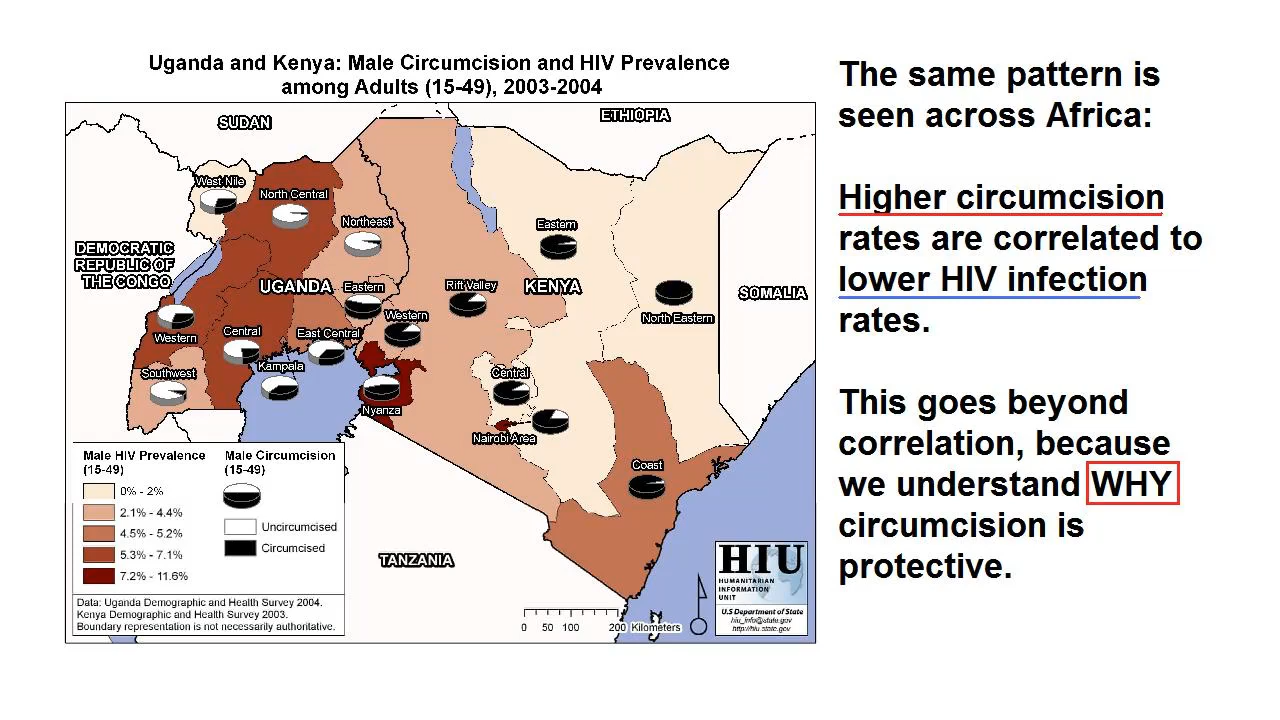 Uganda and Kenya: Male Circumcision and HIV Prevalence
among Adults (15-49), 2003-2004
SUDAN
ETHIOPIA
West Nile
North Central
Northeast
Eastern
DEMOCRATIC
REPUBLIC OF
THE CONGO
UGANDA
Eastern
Rift Valley
KENYA
SOMALIA
North Eastern
Western
Central
East Central
Western
Southwest
Kampala
Nyanza
Central
Nairobi Area
Coast
TANZANIA
Male HIV Prevalence
(15-49)
0% - 2%
2.1% - 4.4%
4.5% - 5.2%
5.3% - 7.1%
7.2% - 11.6%
Male Circumcision
(15-49)
Uncircumcised
Circumcised
Data: Uganda Demographic and Health Survey 2004.
Kenya Demographic and Health Survey 2003.
Boundary representation is not necessarily authoritative.
0 50 100 200 Kilometers
HIU
HUMANITARIAN
INFORMATION
UNIT
U.S Department of State
hiu_info@state.gov
http://hiu.state.gov
The same pattern is
seen across Africa:
Higher circumcision
rates are correlated to
lower HIV infection
rates.
This goes beyond
correlation, because
we understand WHY
circumcision is
protective.